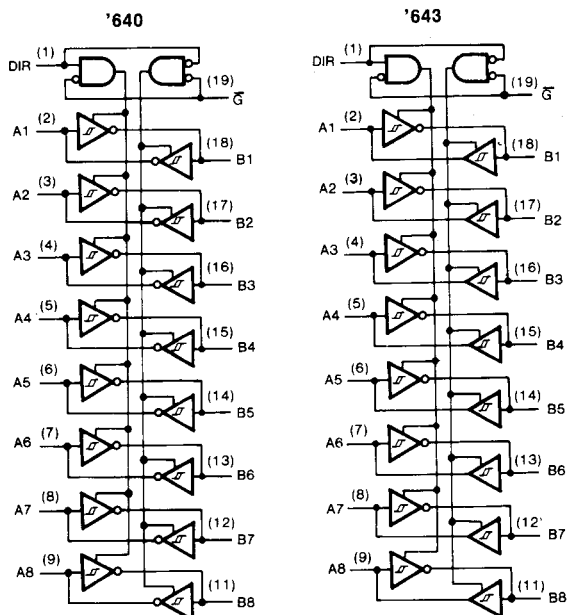 '640
(1)
DIR
(19)
G
A1 (2)
(18) B1
A2 (3)
(17) B2
A3 (4)
(16) B3
A4 (5)
(15) B4
A5 (6)
(14) B5
A6 (7)
(13) B6
A7 (8)
(12) B7
A8 (9)
(11) B8
'643
(1)
DIR
(19)
G
A1 (2)
(18) B1
A2 (3)
(17) B2
A3 (4)
(16) B3
A4 (5)
(15) B4
A5 (6)
(14) B5
A6 (7)
(13) B6
A7 (8)
(12) B7
A8 (9)
(11) B8